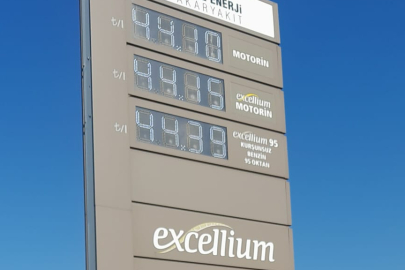 ENERJİ
AKARYAKIT
₺/l 44.10 MOTORİN
₺/l 44.15 excellium
MOTORİN
₺/l 44.39 excellium 95
KURŞUNSUZ
BENZİN
95 OKTAN
excellium